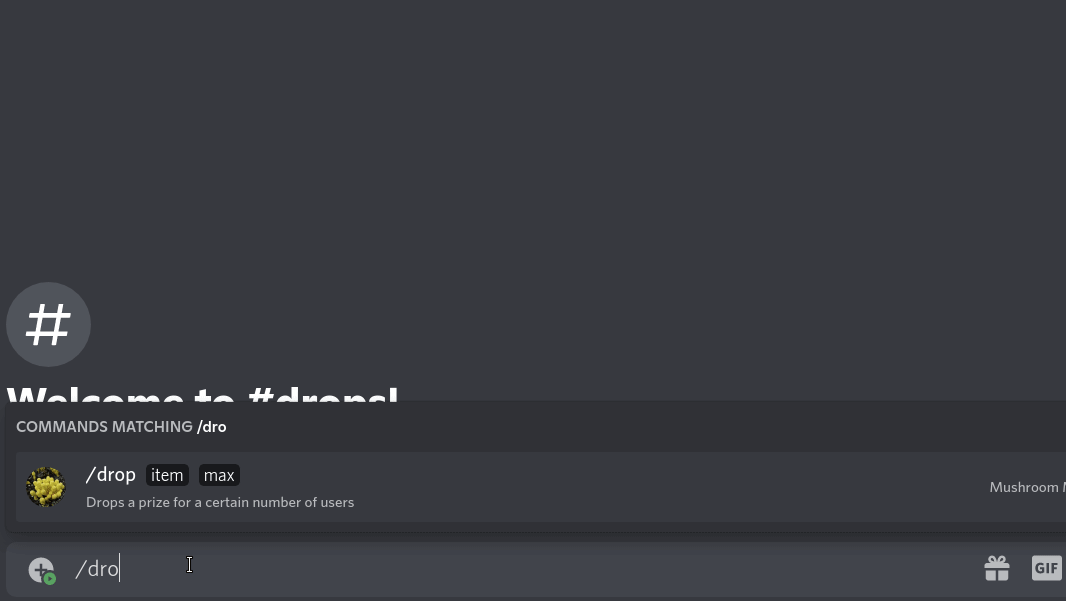 #
Welcome to #drops!
COMMANDS MATCHING /dro
/drop item max
Drops a prize for a certain number of users
Mushroom
/dro
GIF